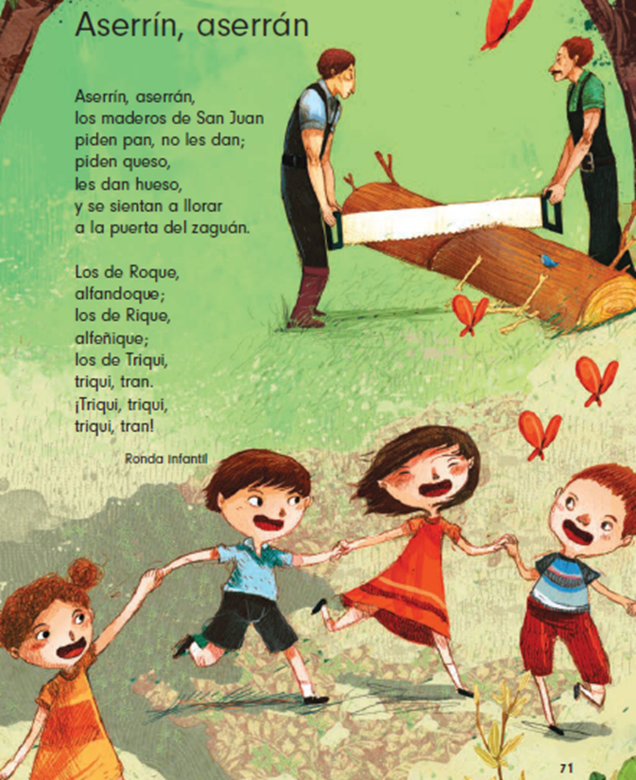 Aserrín, aserrán
Aserrín, aserrán,
los maderos de San Juan
piden pan, no les dan;
piden queso,
les dan hueso,
y se sientan a llorar
a la puerta del zaguán.
Los de Roque,
alfandoque;
los de Rique,
alfeñique;
los de Triqui,
triqui, tran.
¡Triqui, triqui,
triqui, tran!
Ronda infantil
71